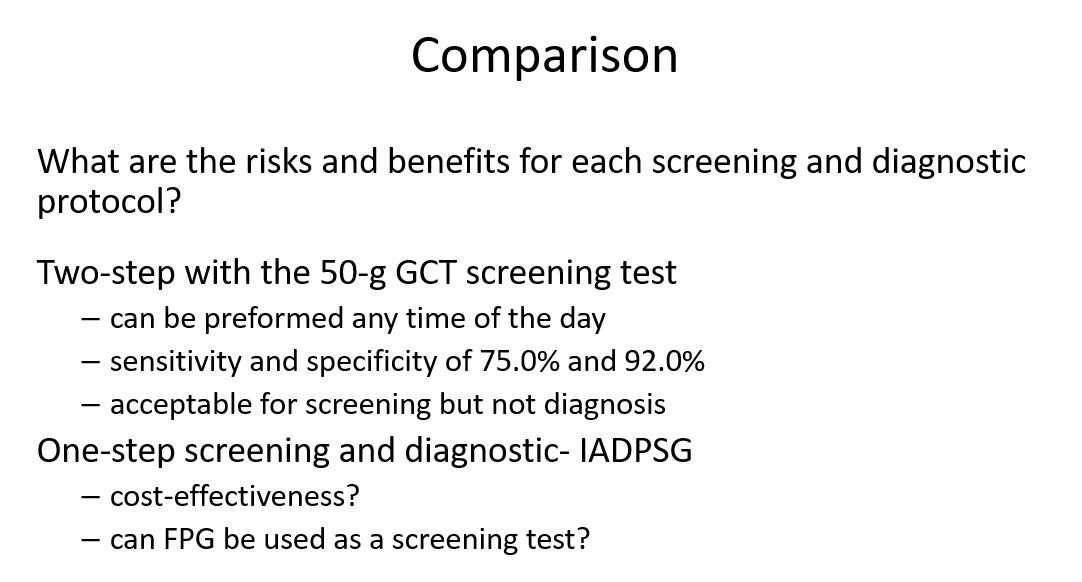 Comparison
What are the risks and benefits for each screening and diagnostic
protocol?
Two-step with the 50-g GCT screening test
– can be preformed any time of the day
– sensitivity and specificity of 75.0% and 92.0%
– acceptable for screening but not diagnosis
One-step screening and diagnostic- IADPSG
– cost-effectiveness?
– can FPG be used as a screening test?